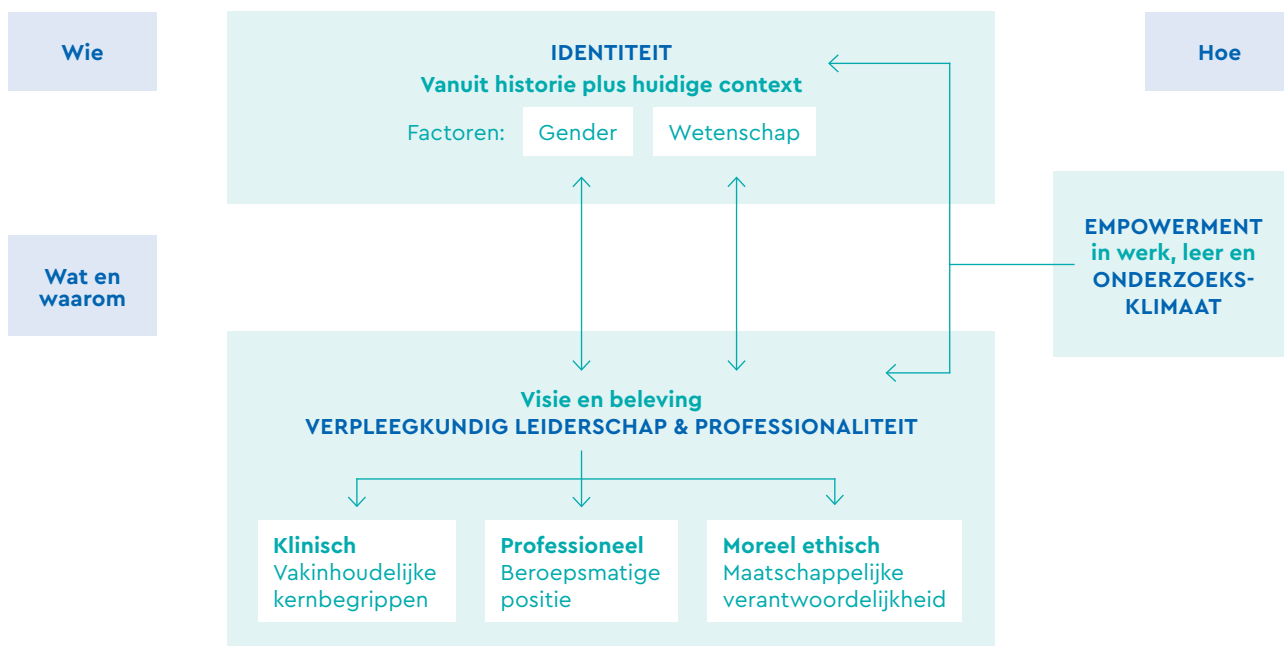 Wie
IDENTITEIT
Vanuit historie plus huidige context
Factoren: Gender Wetenschap
Hoe
EMPOWERMENT
in werk, leer en
ONDERZOEKS-
KLIMAAT
Wat en
waarom
Visie en beleving
VERPLEEGKUNDIG LEIDERSCHAP & PROFESSIONALITEIT
Klinisch
Vakinhoudelijke
kernbegrippen
Professioneel
Beroepsmatige
positie
Moreel ethisch
Maatschappelijke
verantwoordelijkheid